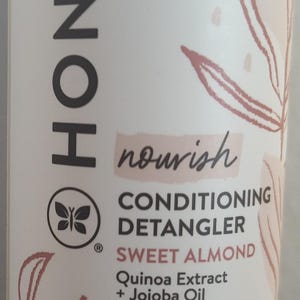 HON
nourish
®
CONDITIONING
DETANGLER
SWEET ALMOND
Quinoa Extract
+ Jojoba Oil